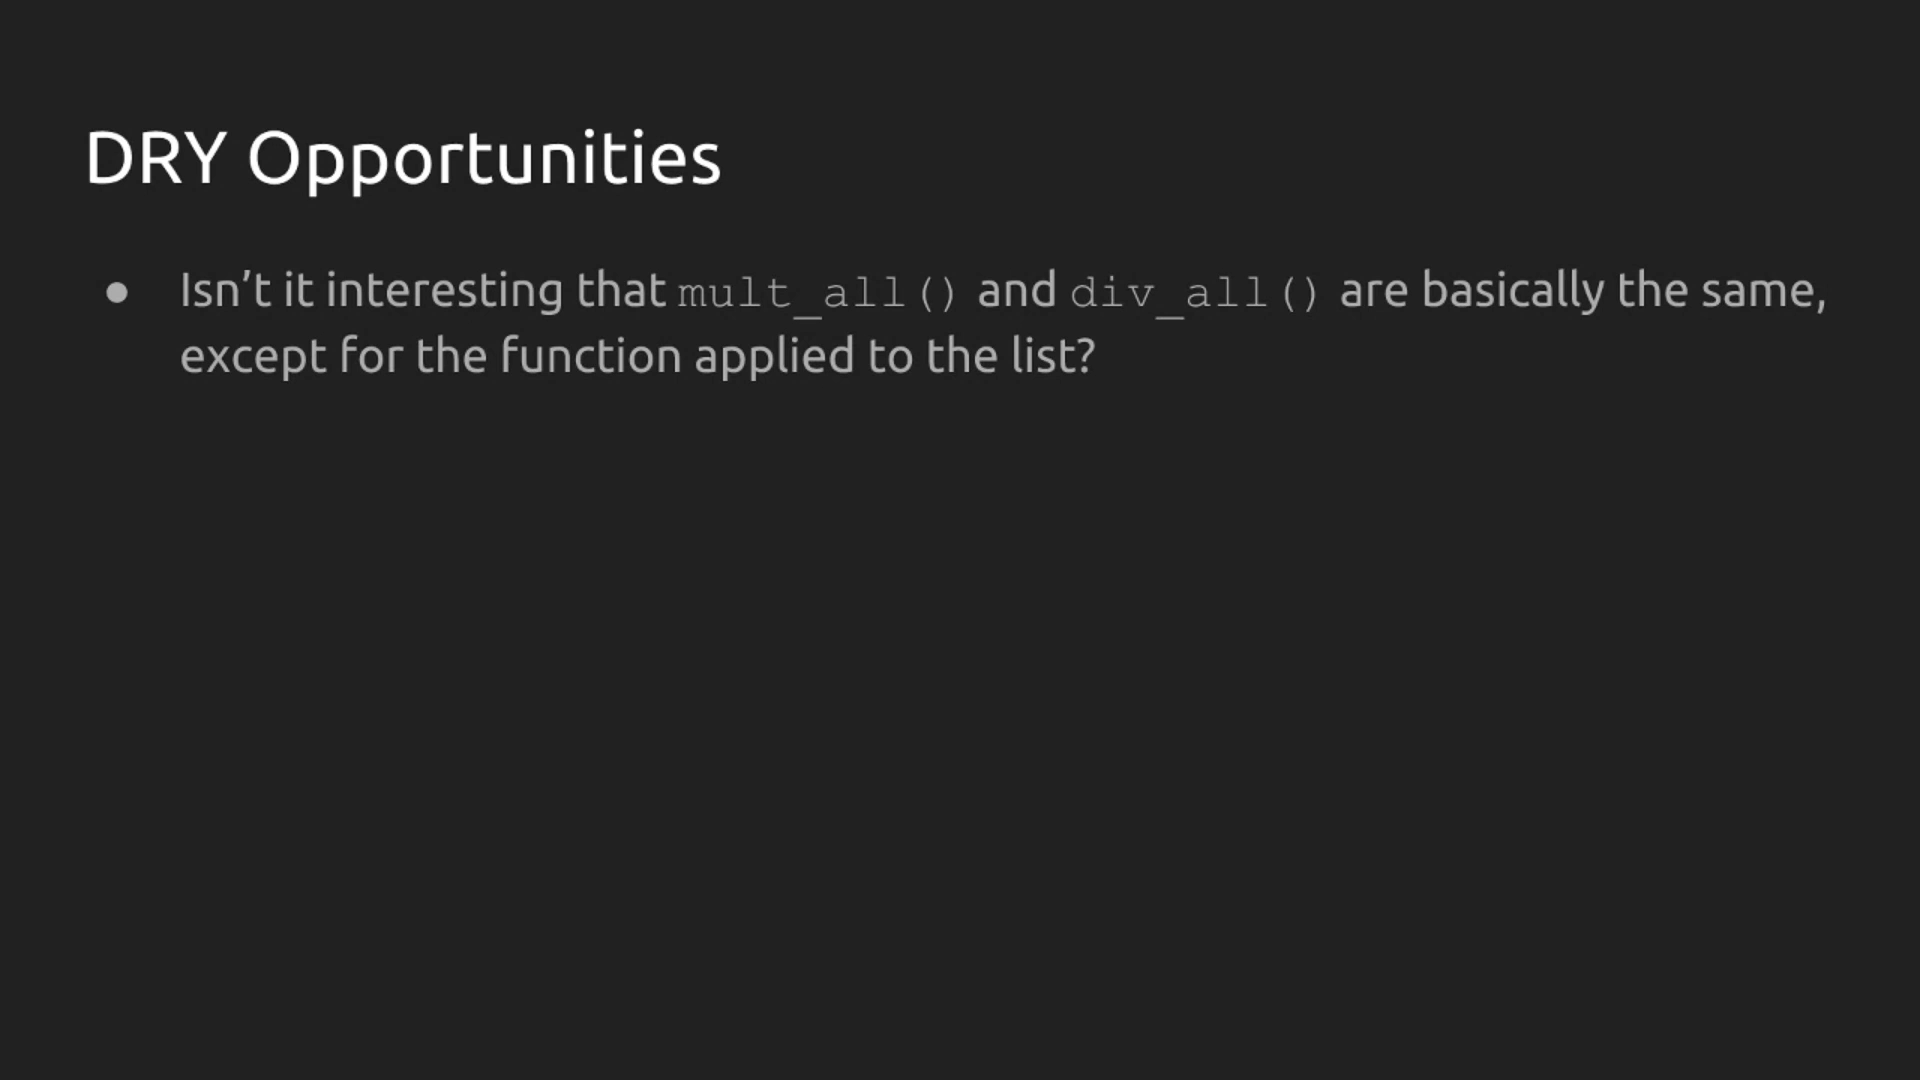 DRY Opportunities
● Isn’t it interesting that mult_all() and div_all() are basically the same,
except for the function applied to the list?